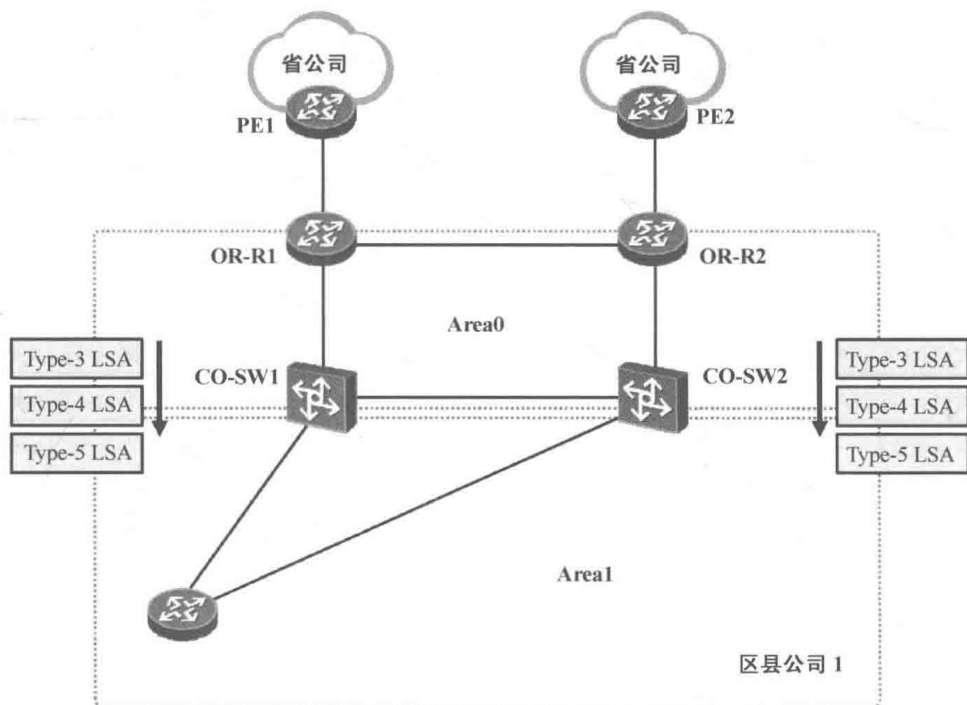 省公司
省公司
PE1
PE2
OR-R1
OR-R2
Area0
Type-3 LSA
Type-4 LSA
Type-5 LSA
CO-SW1
CO-SW2
Type-3 LSA
Type-4 LSA
Type-5 LSA
Area1
区县公司 1